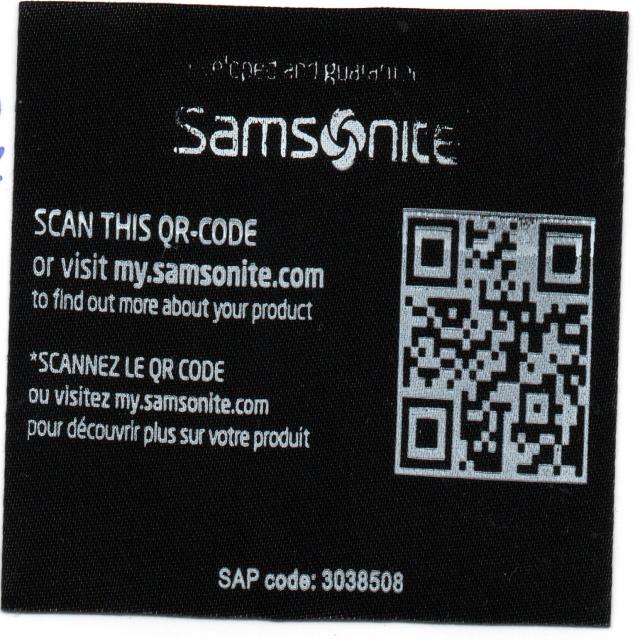 and
Samsonite
SCAN THIS QR-CODE
or visit my.samsonite.com
to find out more about your product
*SCANNEZ LE QR CODE
ou visitez my.samsonite.com
pour découvrir plus sur votre produit
SAP code: 3038508